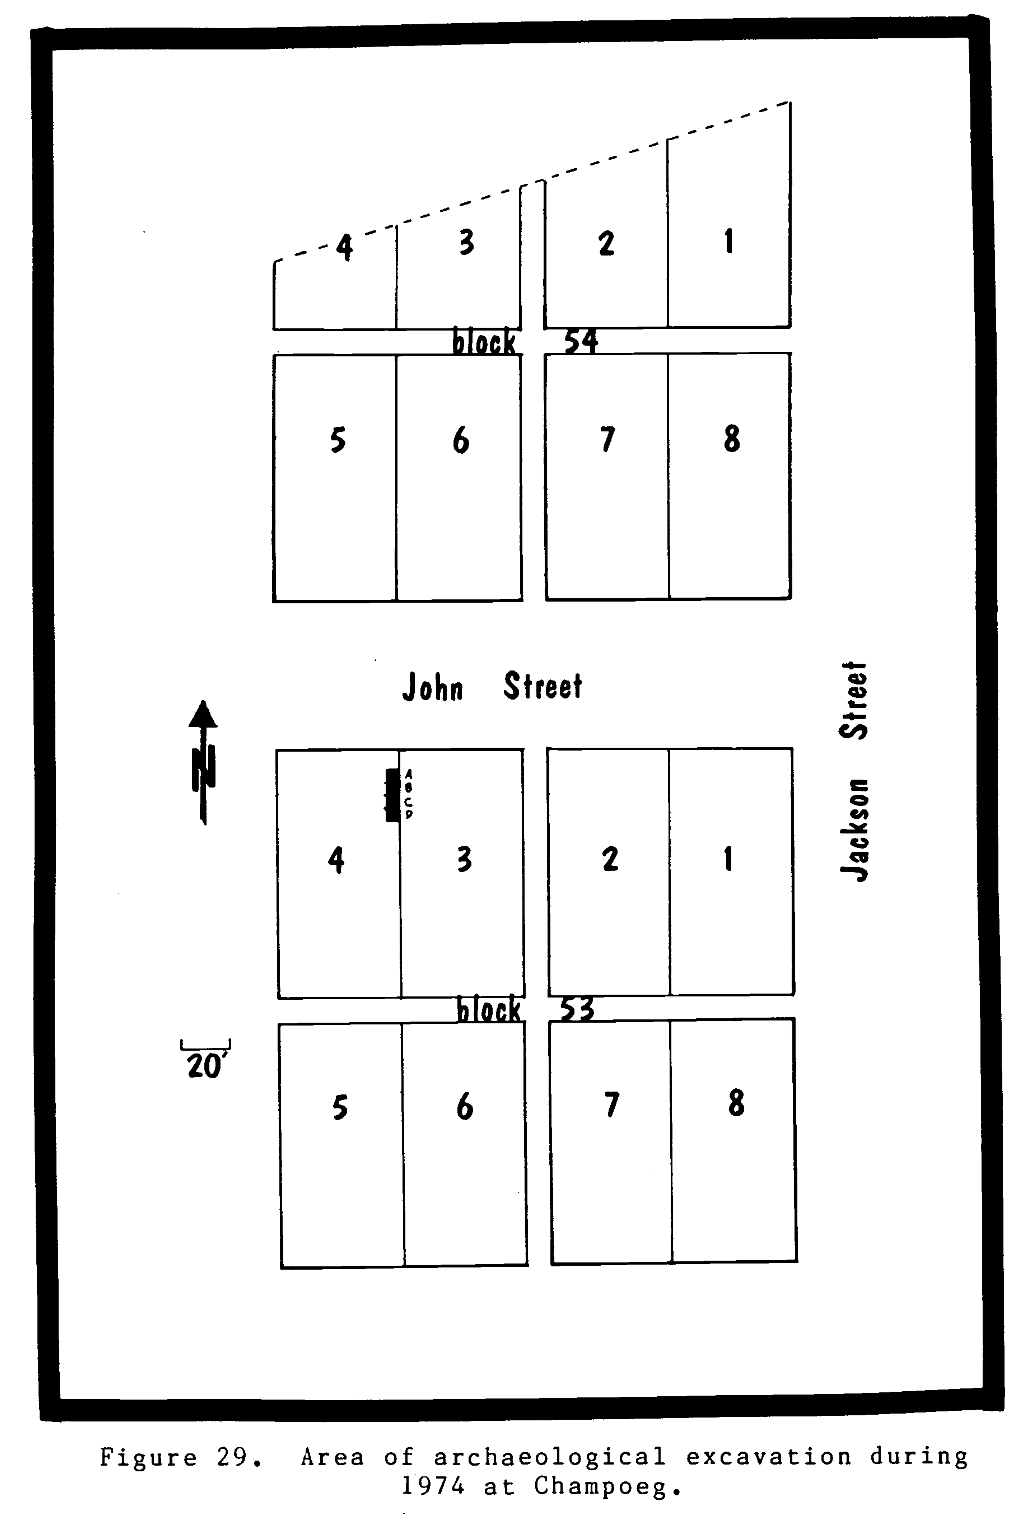 4 3 2 1
block 54
5 6 7 8
John Street
Jackson Street
N
A
B
C
D
4 3 2 1
block 53
20'
5 6 7 8
Figure 29. Area of archaeological excavation during
1974 at Champoeg.